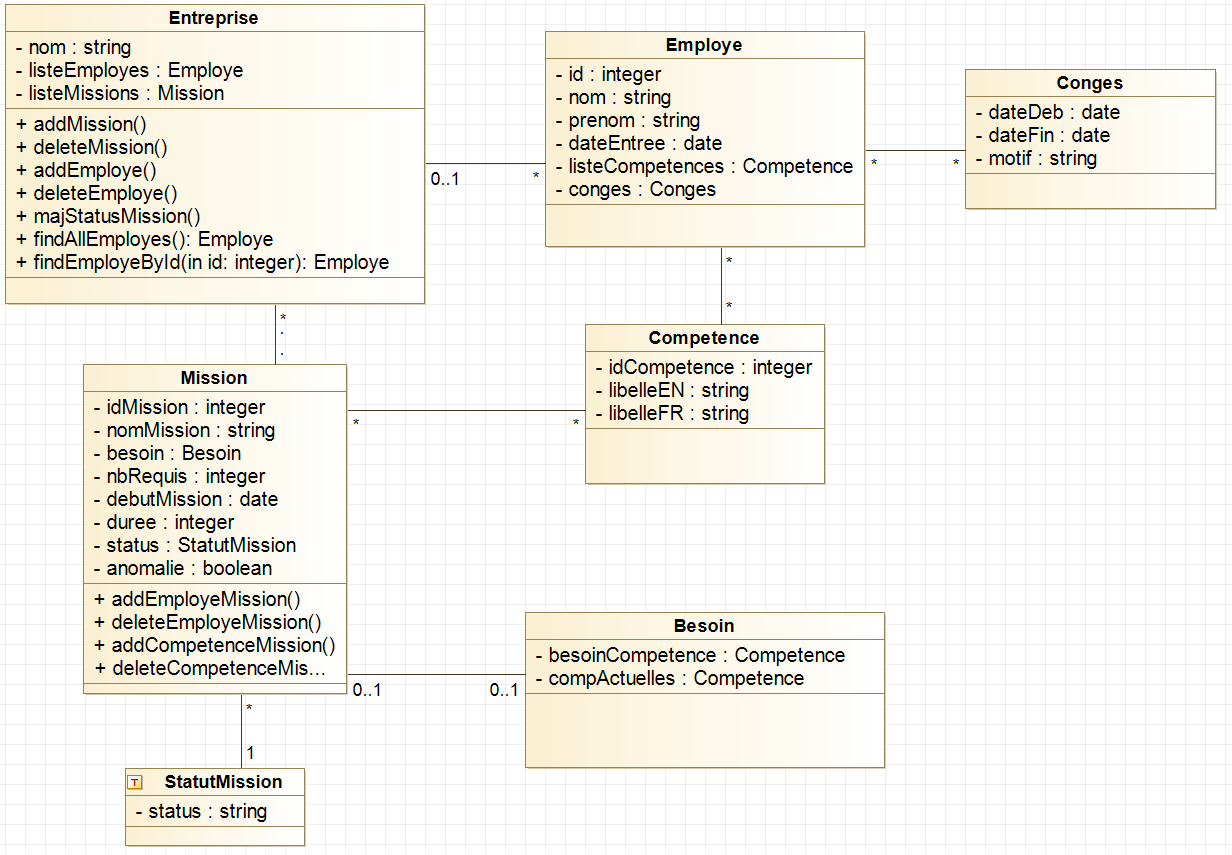 Entreprise
- nom : string
- listeEmployes : Employe
- listeMissions : Mission
+ addMission()
+ deleteMission()
+ addEmploye()
+ deleteEmploye()
+ majStatusMission()
+ findAllEmployes(): Employe
+ findEmployeById(in id: integer): Employe
0..1
*
Employe
- id : integer
- nom : string
- prenom : string
- dateEntree : date
- listeCompetences : Competence
- conges : Conges
*
*
Conges
- dateDeb : date
- dateFin : date
- motif : string
*
*
*
Competence
- idCompetence : integer
- libelleEN : string
- libelleFR : string
Mission
- idMission : integer
- nomMission : string
- besoin : Besoin
- nbRequis : integer
- debutMission : date
- duree : integer
- status : StatutMission
- anomalie : boolean
+ addEmployeMission()
+ deleteEmployeMission()
+ addCompetenceMission()
+ deleteCompetenceMis...
*
*
0..1
0..1
Besoin
- besoinCompetence : Competence
- compActuelles : Competence
*
1
T StatutMission
- status : string